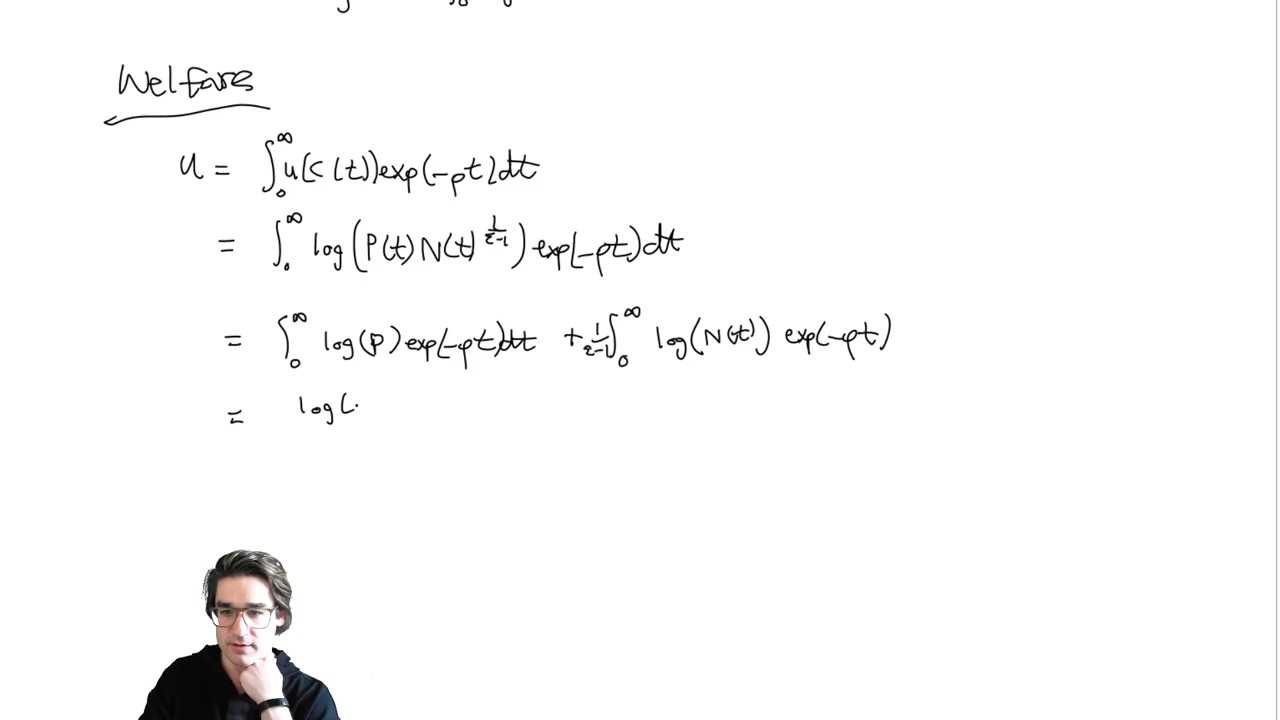 Welfare
U = ∫₀^∞ u(C(t)) exp(-ρt) dt
= ∫₀^∞ log(P(t) N(t)^{1/(ε-1)}) exp(-ρt) dt
= ∫₀^∞ log(P) exp(-ρt) dt + 1/(ε-1) ∫₀^∞ log(N(t)) exp(-ρt)
= log(